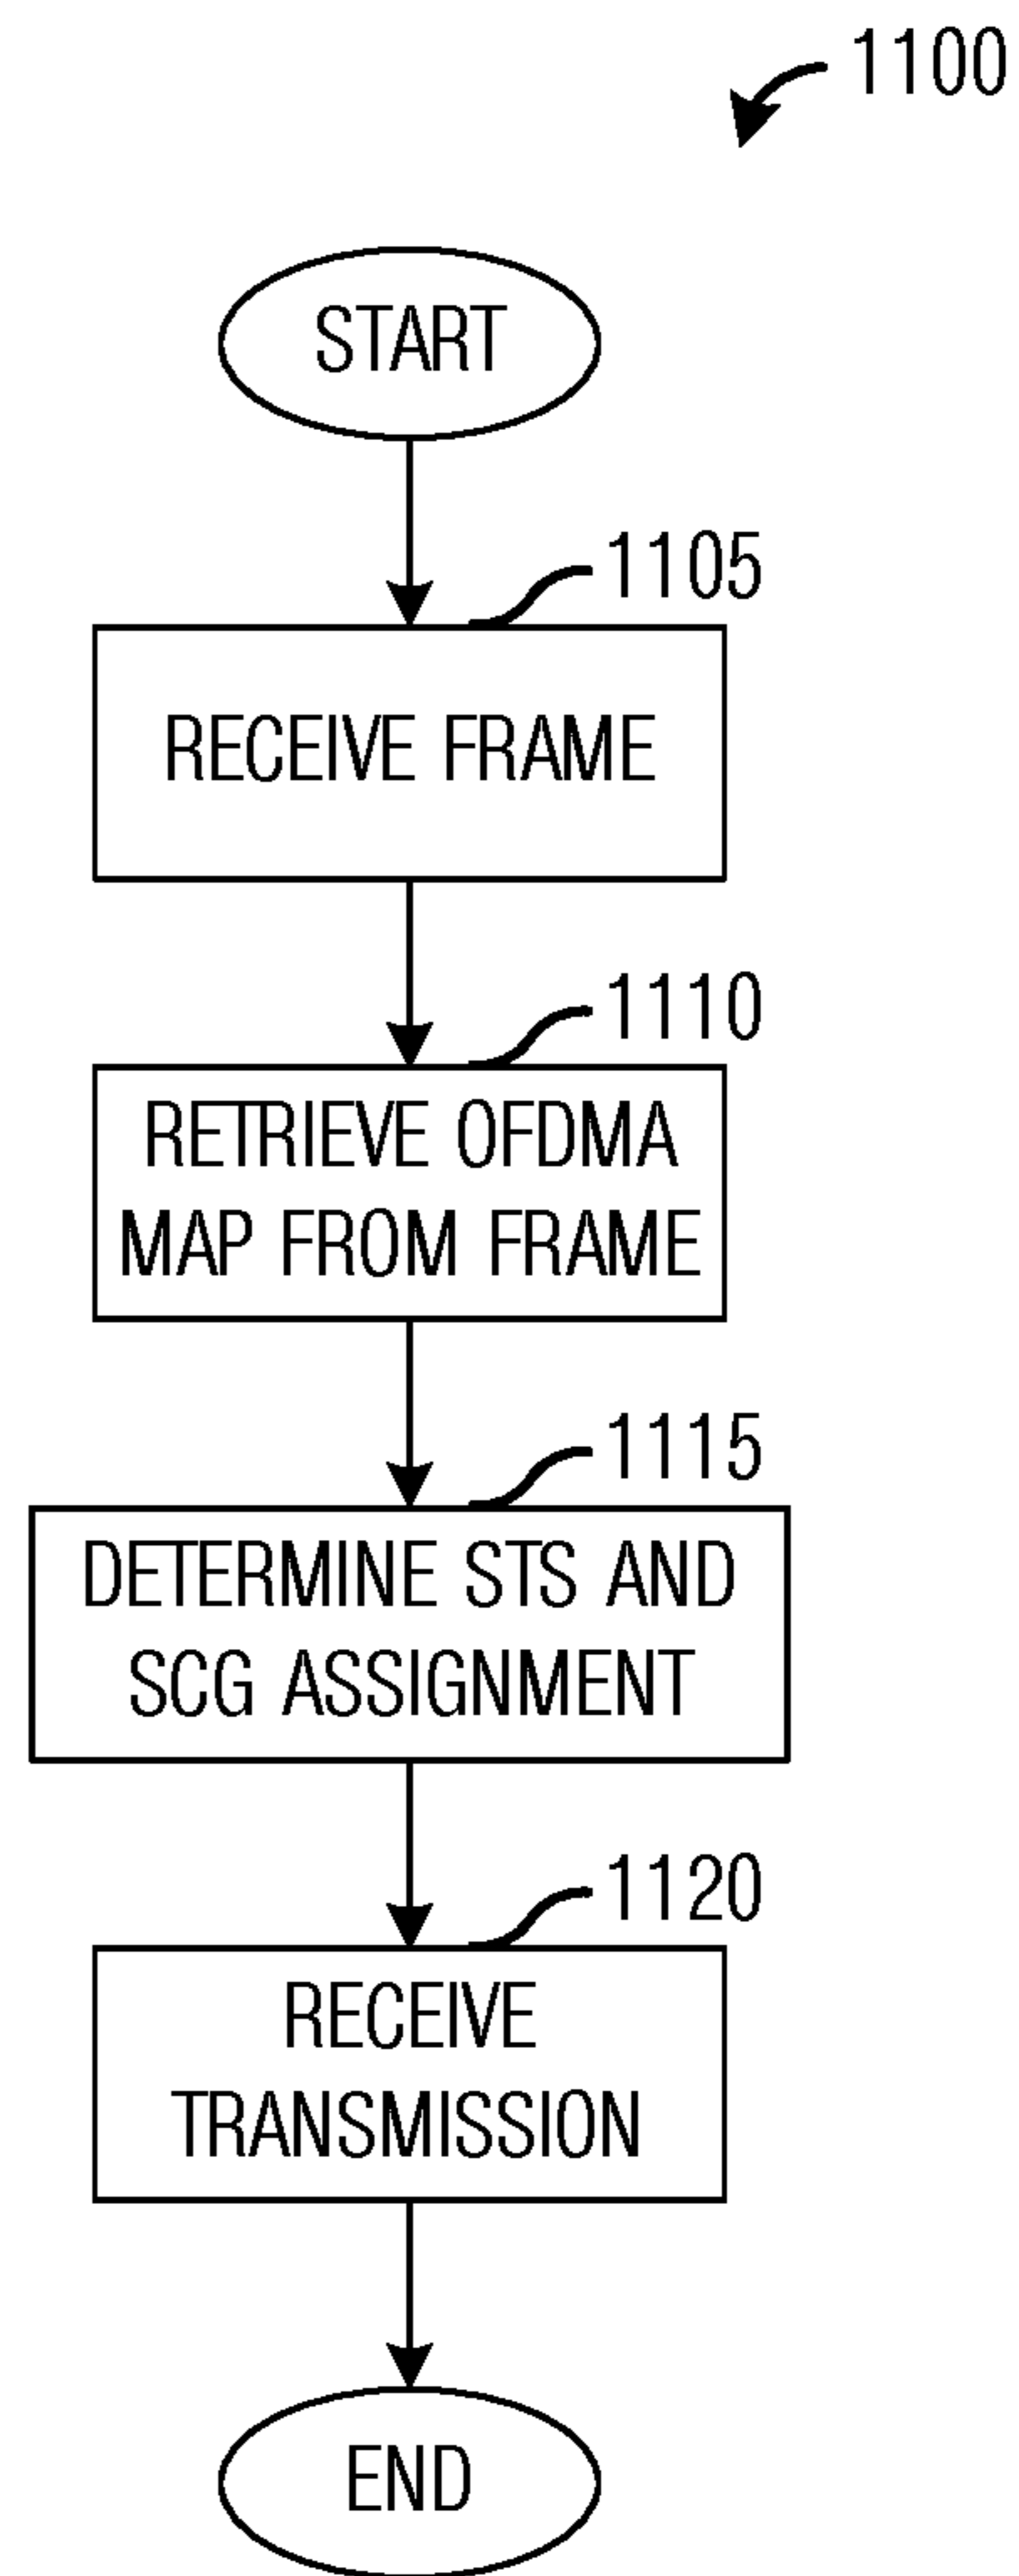 1100
START
1105
RECEIVE FRAME
1110
RETRIEVE OFDMA
MAP FROM FRAME
1115
DETERMINE STS AND
SCG ASSIGNMENT
1120
RECEIVE
TRANSMISSION
END